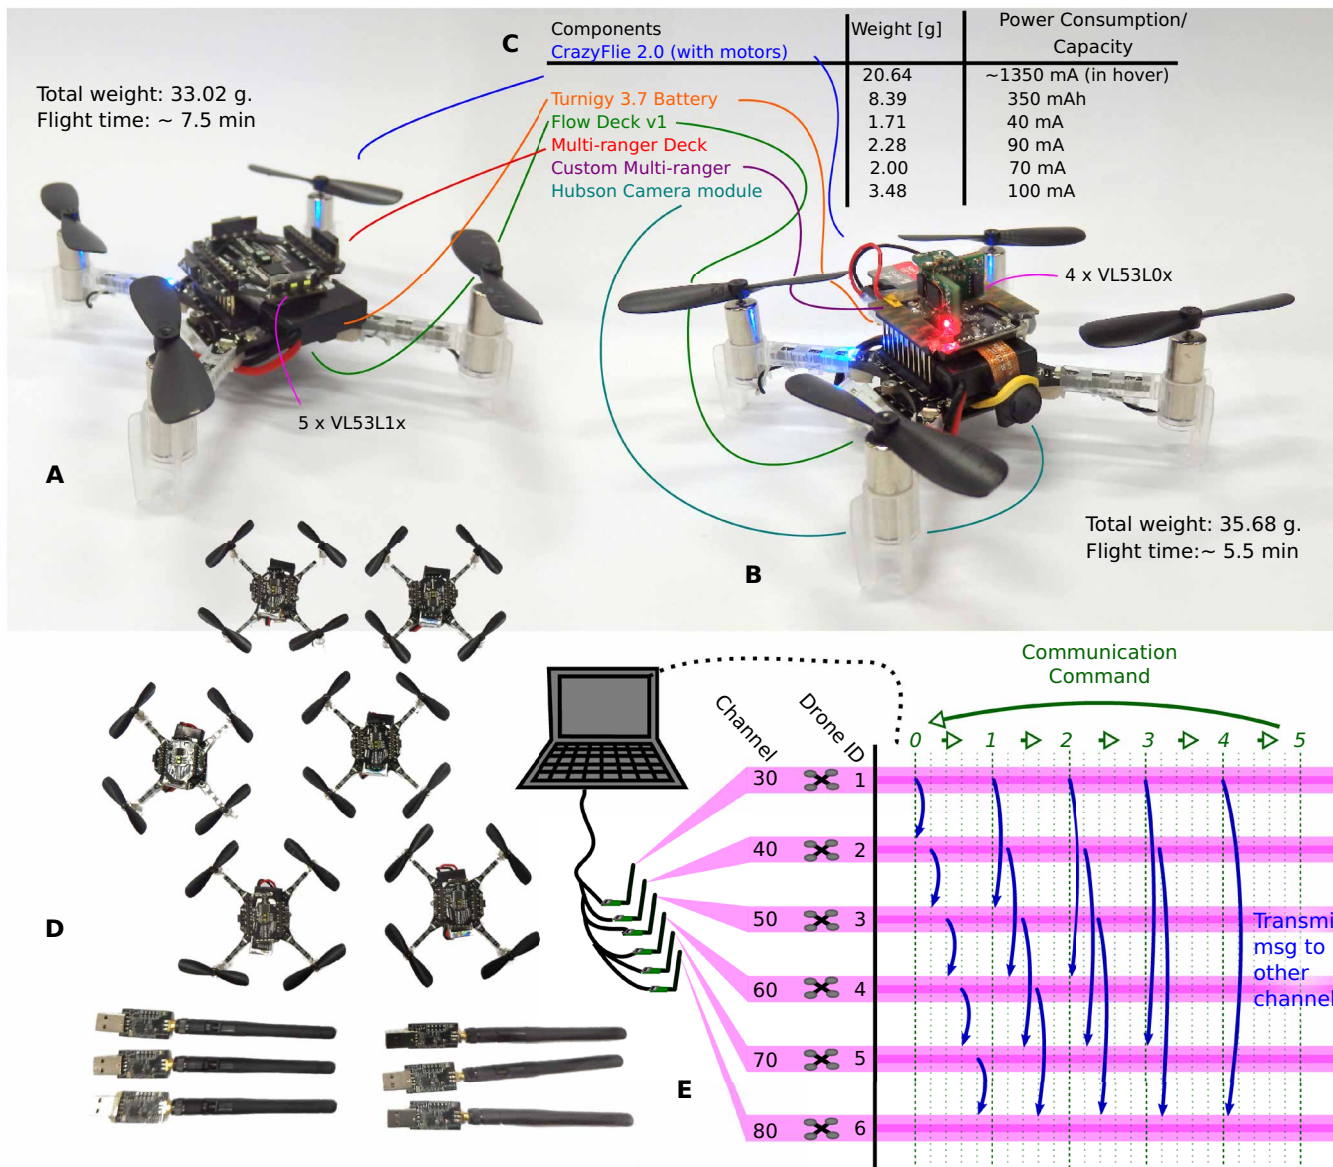 C
Components
Weight [g]
Power Consumption/
Capacity
CrazyFlie 2.0 (with motors)
20.64
~1350 mA (in hover)
Turnigy 3.7 Battery
8.39
350 mAh
Flow Deck v1
1.71
40 mA
Multi-ranger Deck
2.28
90 mA
Custom Multi-ranger
2.00
70 mA
Hubson Camera module
3.48
100 mA
Total weight: 33.02 g.
Flight time: ~ 7.5 min
4 x VL53L0x
5 x VL53L1x
A
Total weight: 35.68 g.
Flight time:~ 5.5 min
B
D
Communication
Command
Channel
Drone ID
0
1
2
3
4
5
30
1
40
2
50
3
60
4
70
5
80
6
Transmi
msg to
other
channel
E